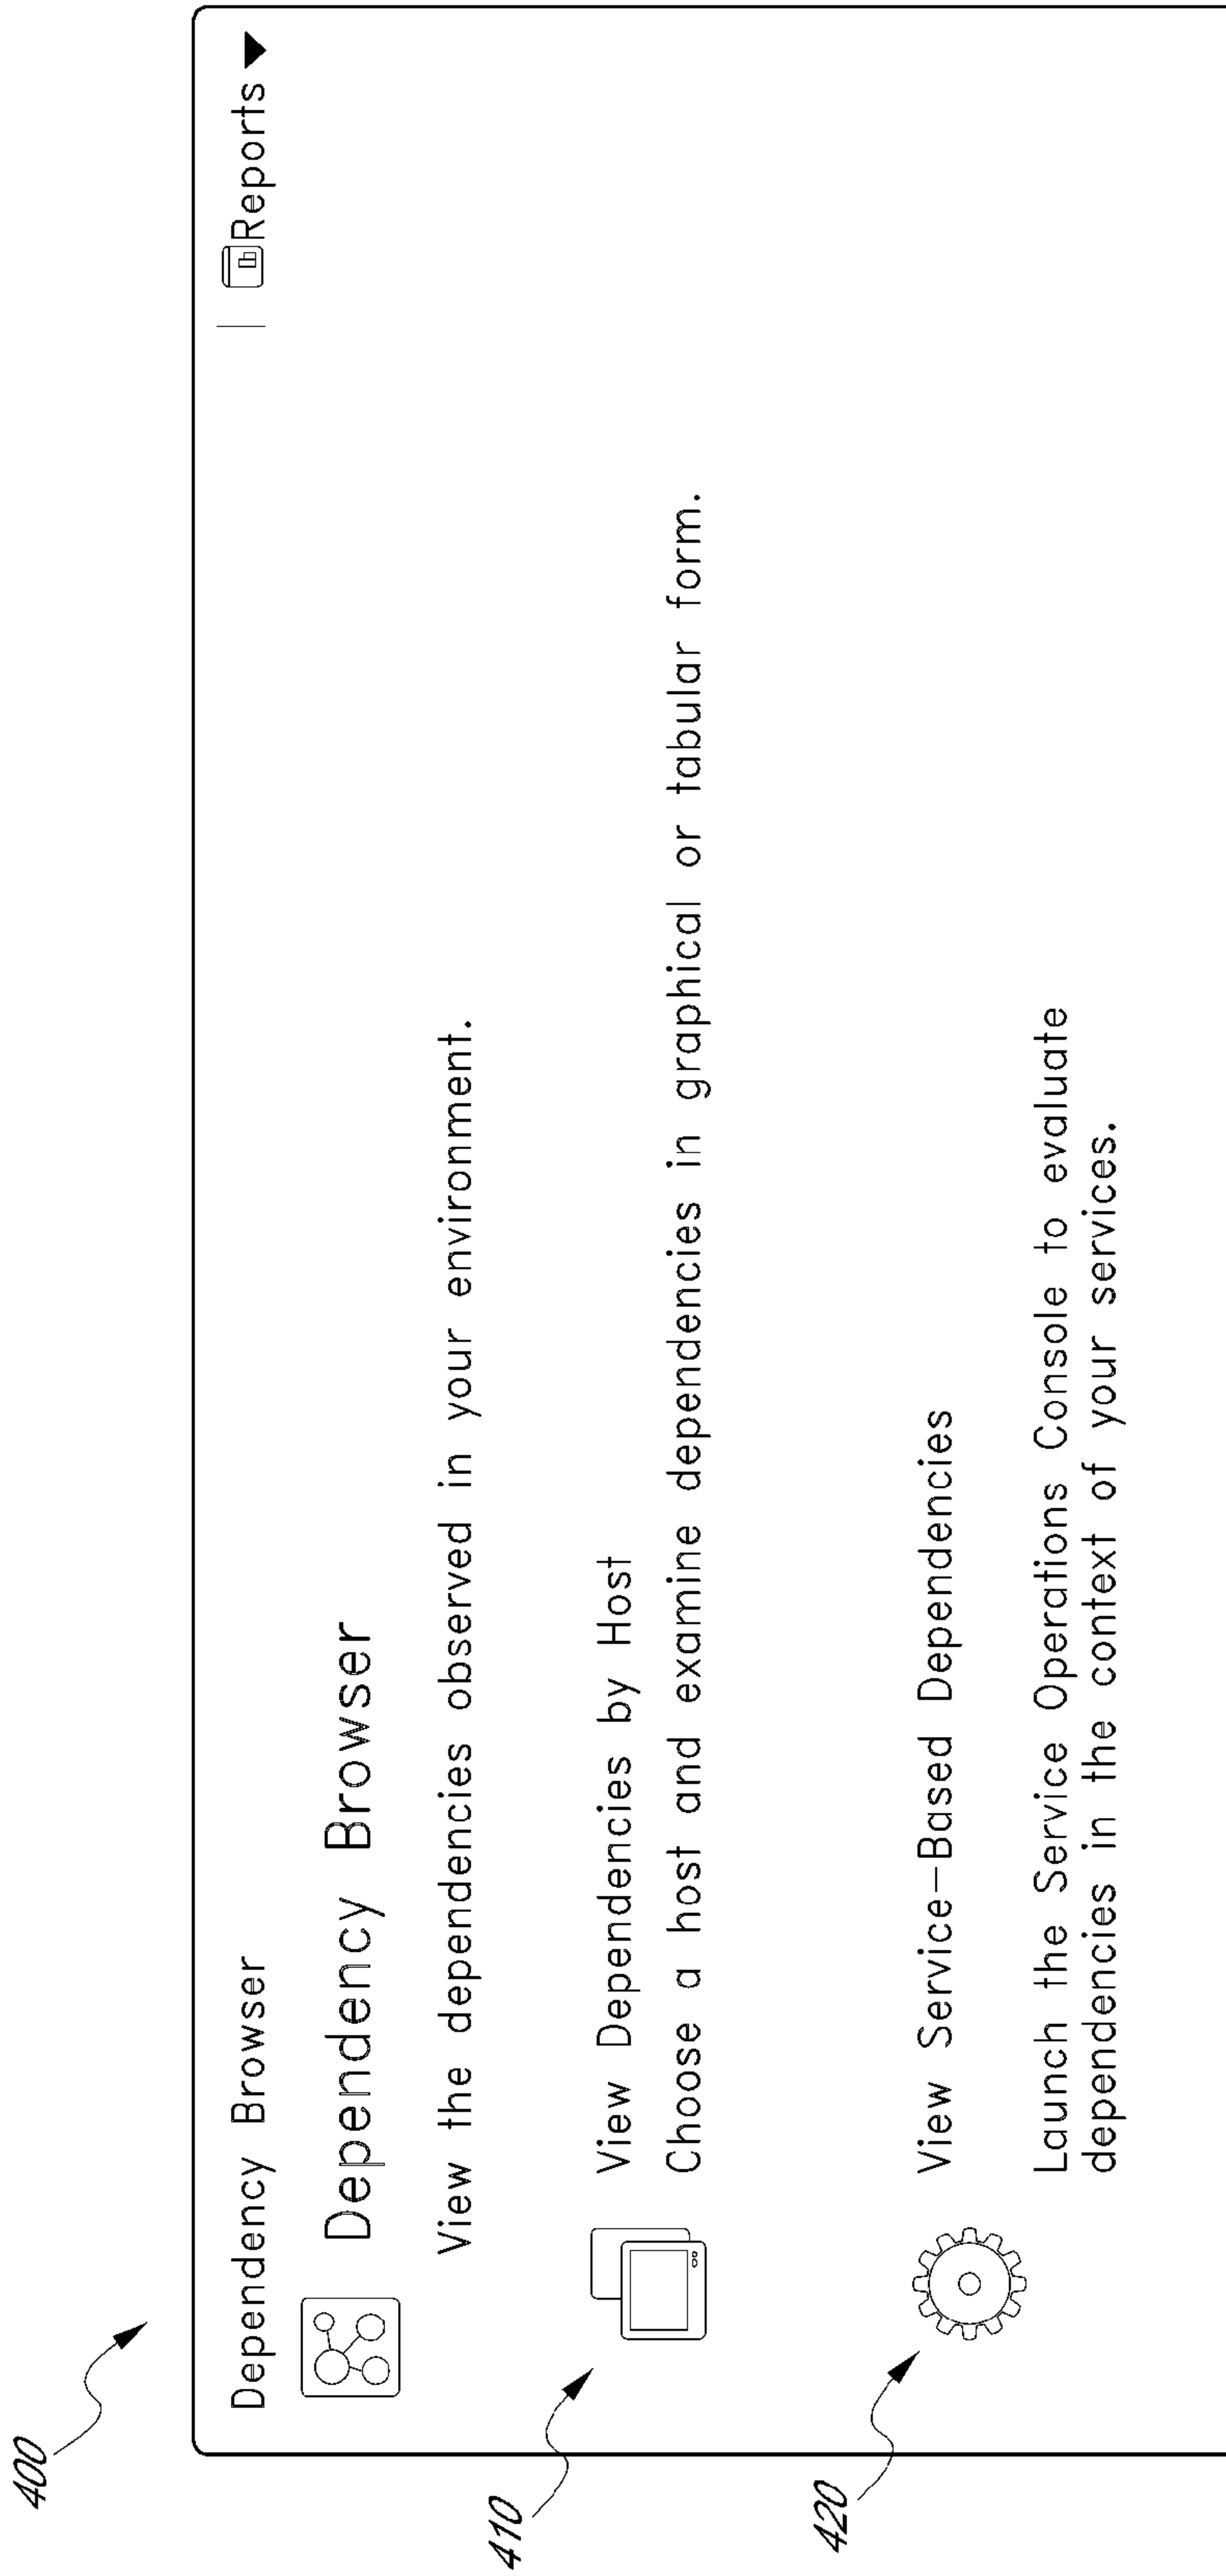 400
Dependency Browser
Reports
Dependency Browser
View the dependencies observed in your environment.
410
View Dependencies by Host
Choose a host and examine dependencies in graphical or tabular form.
420
View Service-Based Dependencies
Launch the Service Operations Console to evaluate
dependencies in the context of your services.